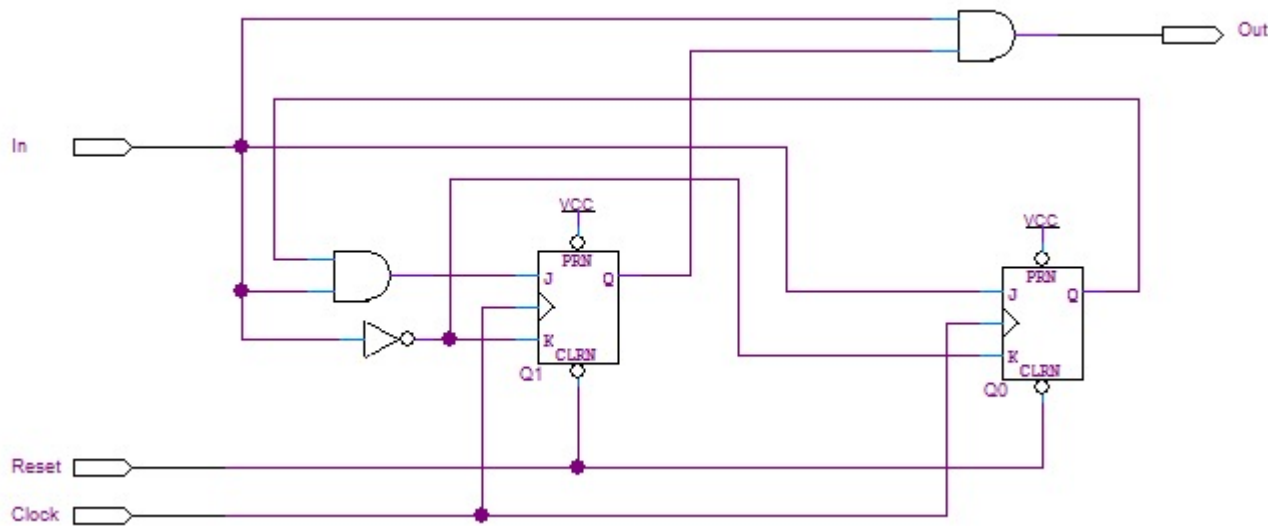 Out
In
VCC
VCC
PRN
J
Q
K
CLRN
Q1
PRN
J
Q
K
CLRN
Q0
Reset
Clock